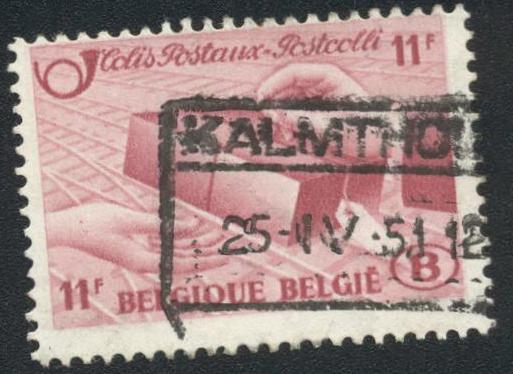 Colis Postaux-Postcolli 11F
KALMTHO
25-IV-51 12
11F BELGIQUE BELGIË B